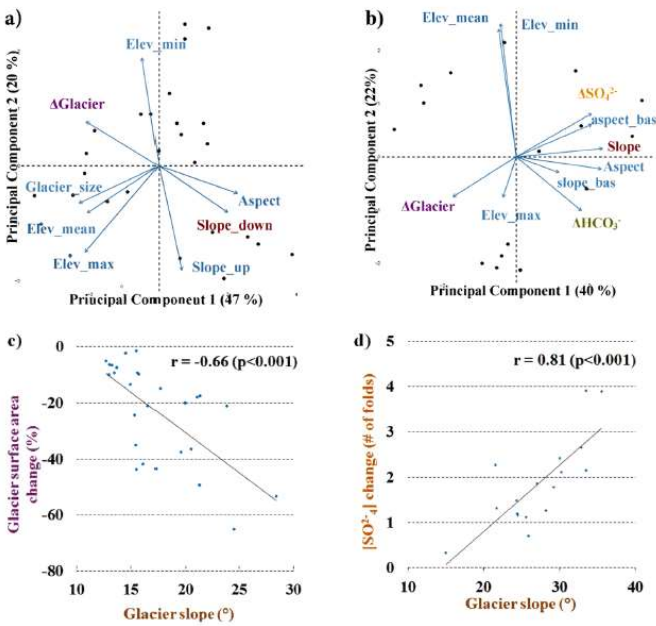 a)
Principal Component 2 (20 %)
Elev_min
ΔGlacier
Glacier_size
Elev_mean
Elev_max
Aspect
Slope_down
Slope_up
Principal Component 1 (47 %)
b)
Principal Component 2 (22%)
Elev_mean
Elev_min
ΔSO₄²⁻
aspect_bas
Slope
Aspect
slope_bas
ΔGlacier
Elev_max
ΔHCO₃⁻
Principal Component 1 (40 %)
c)
r = -0.66 (p<0.001)
Glacier surface area
change (%)
0
-20
-40
-60
-80
10 15 20 25 30
Glacier slope (°)
d)
r = 0.81 (p<0.001)
[SO²⁻₄] change (# of folds)
5
4
3
2
1
0
10 20 30 40
Glacier slope (°)